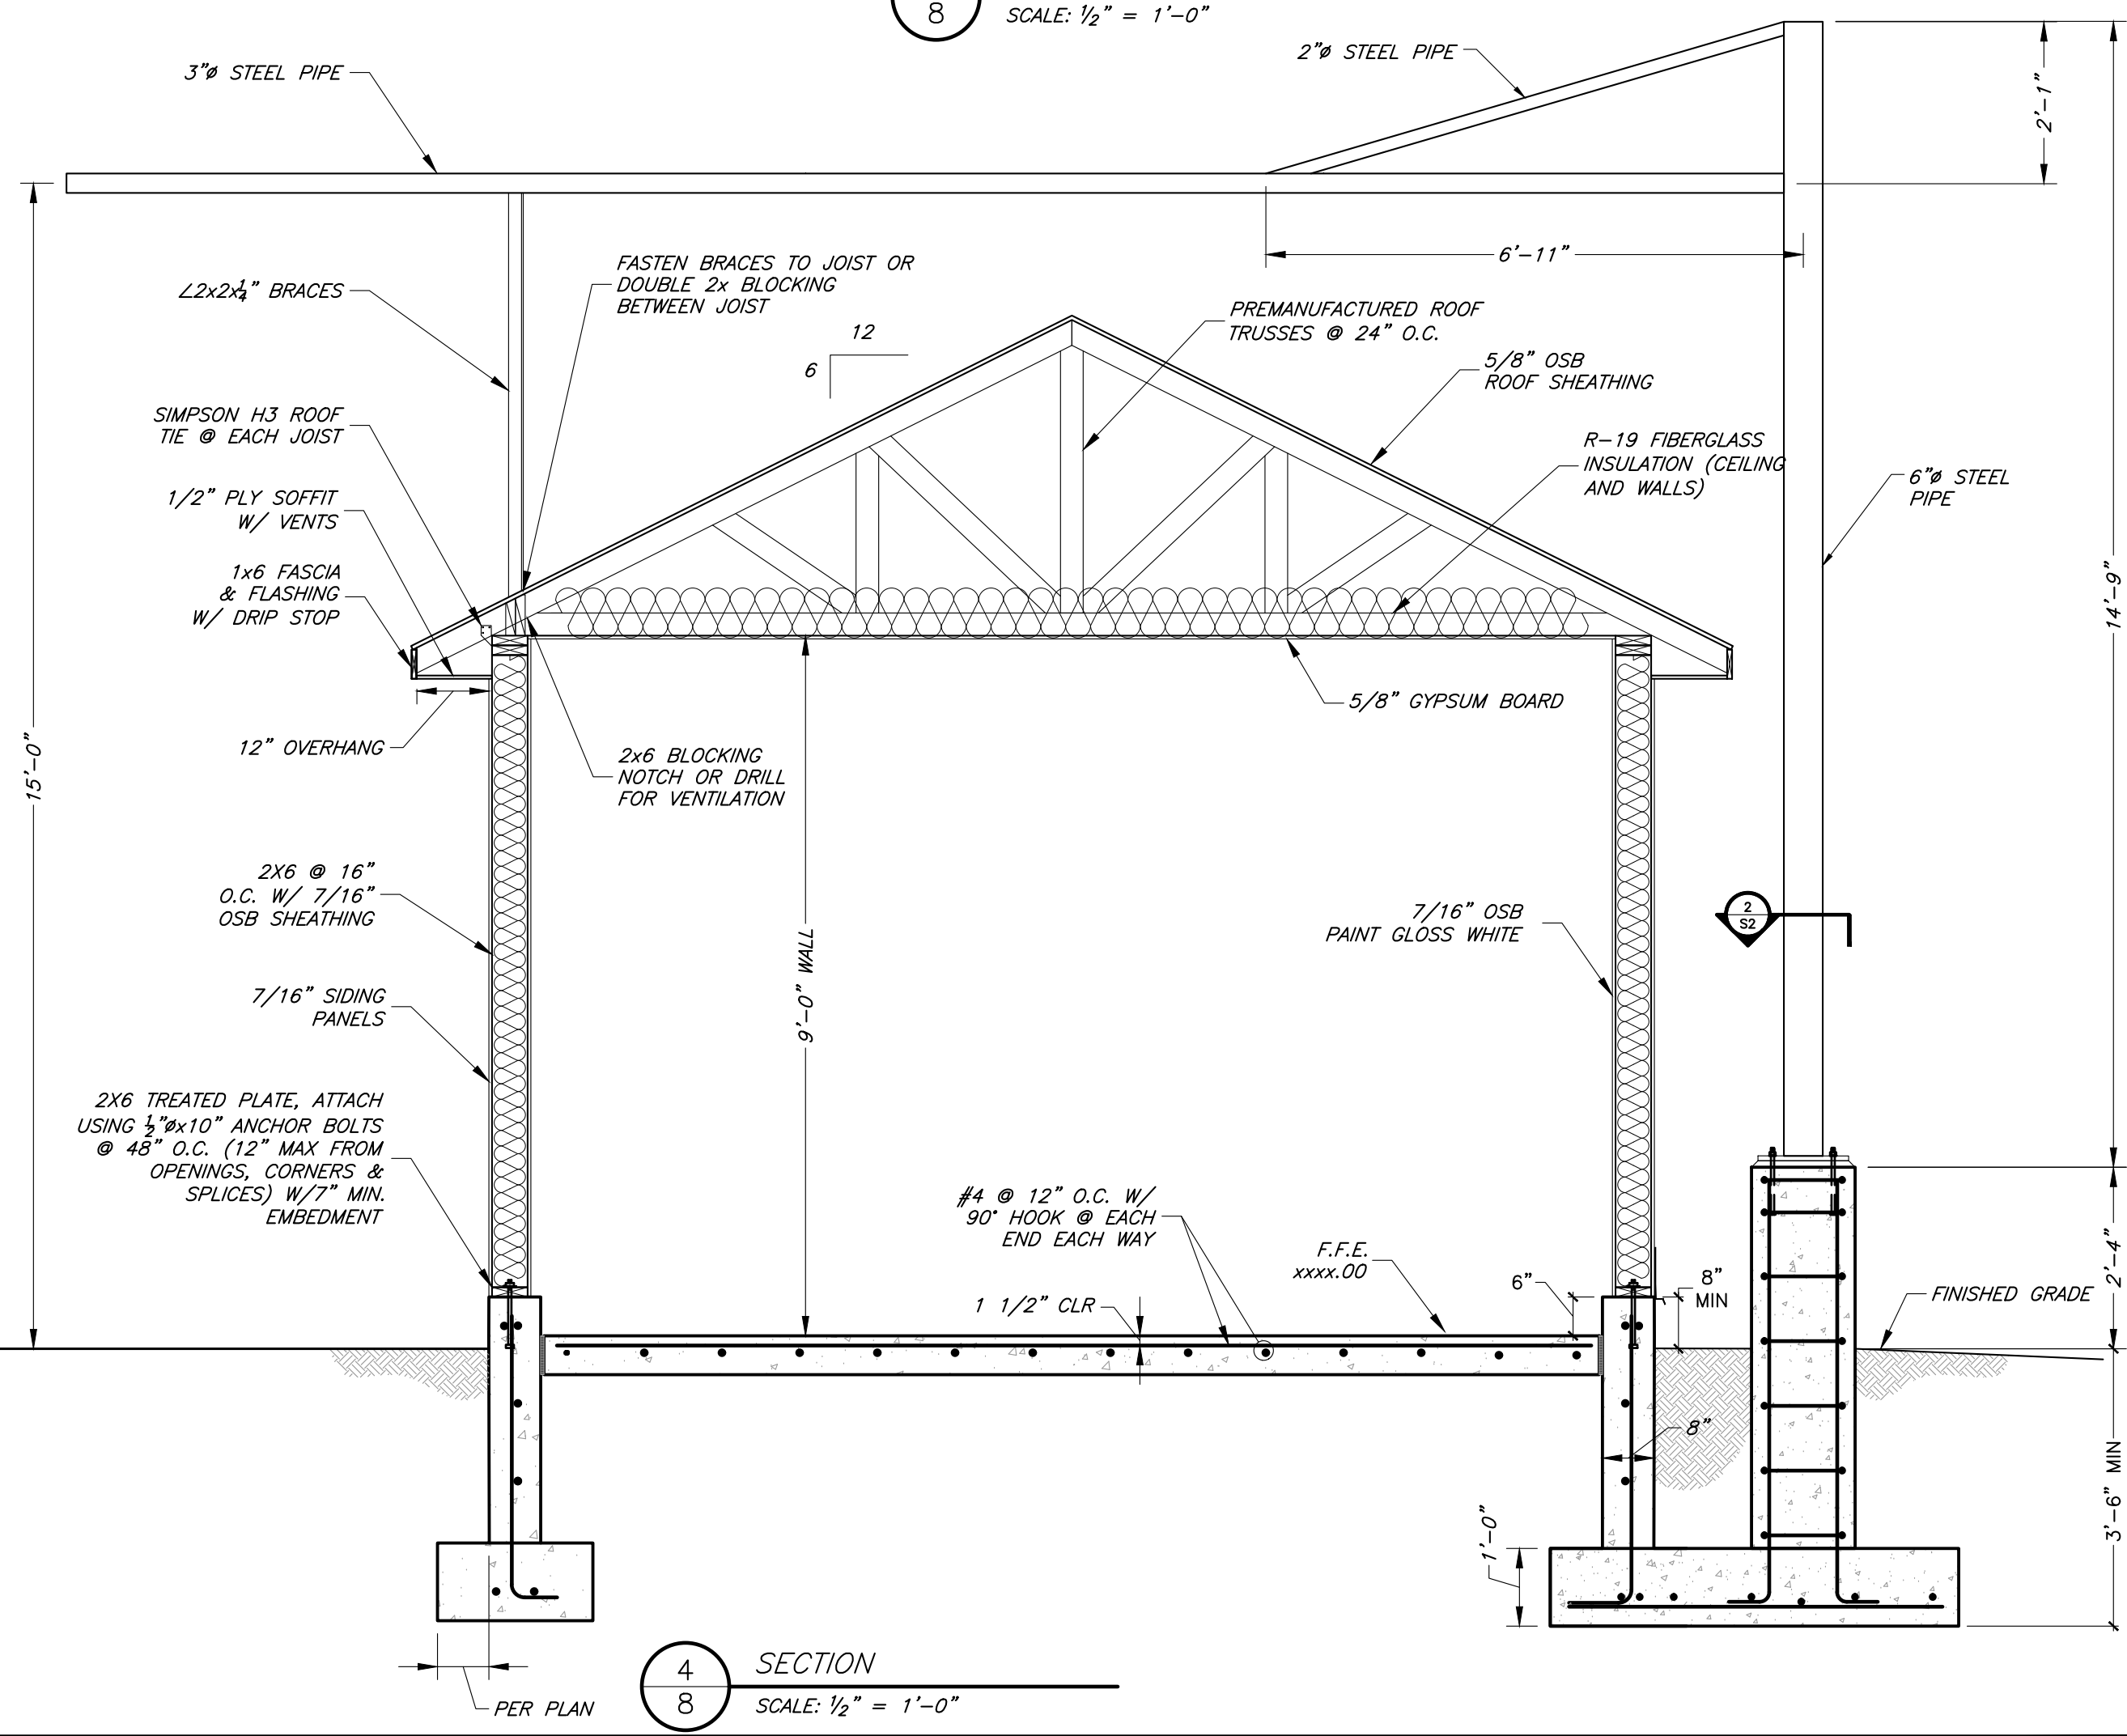 8
SCALE: 1/2" = 1'-0"
3"ø STEEL PIPE
2"ø STEEL PIPE
2'-1"
6'-11"
∠2x2x1/4" BRACES
FASTEN BRACES TO JOIST OR
DOUBLE 2x BLOCKING
BETWEEN JOIST
12
6
PREMANUFACTURED ROOF
TRUSSES @ 24" O.C.
5/8" OSB
ROOF SHEATHING
SIMPSON H3 ROOF
TIE @ EACH JOIST
R-19 FIBERGLASS
INSULATION (CEILING
AND WALLS)
6"ø STEEL
PIPE
1/2" PLY SOFFIT
W/ VENTS
1x6 FASCIA
& FLASHING
W/ DRIP STOP
14'-9"
5/8" GYPSUM BOARD
12" OVERHANG
15'-0"
2x6 BLOCKING
NOTCH OR DRILL
FOR VENTILATION
2X6 @ 16"
O.C. W/ 7/16"
OSB SHEATHING
9'-0" WALL
7/16" OSB
PAINT GLOSS WHITE
2
S2
7/16" SIDING
PANELS
2X6 TREATED PLATE, ATTACH
USING 1/2"øx10" ANCHOR BOLTS
@ 48" O.C. (12" MAX FROM
OPENINGS, CORNERS &
SPLICES) W/7" MIN.
EMBEDMENT
#4 @ 12" O.C. W/
90° HOOK @ EACH
END EACH WAY
F.F.E.
xxxx.00
1 1/2" CLR
6"
8"
MIN
2'-4"
FINISHED GRADE
8"
1'-0"
3'-6" MIN
4
8
SECTION
SCALE: 1/2" = 1'-0"
PER PLAN